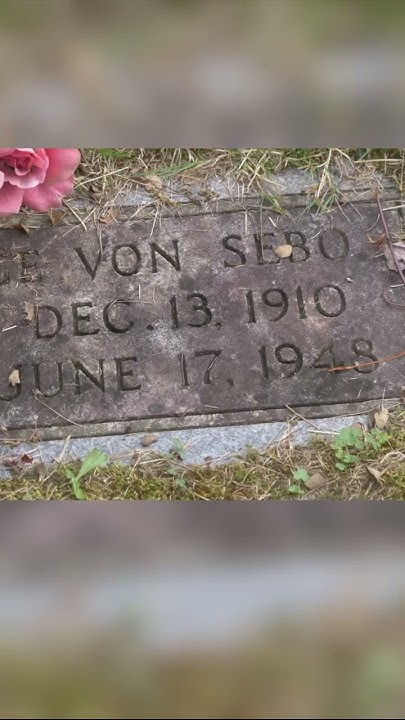 VON SEBO
DEC. 13, 1910
JUNE 17, 1948